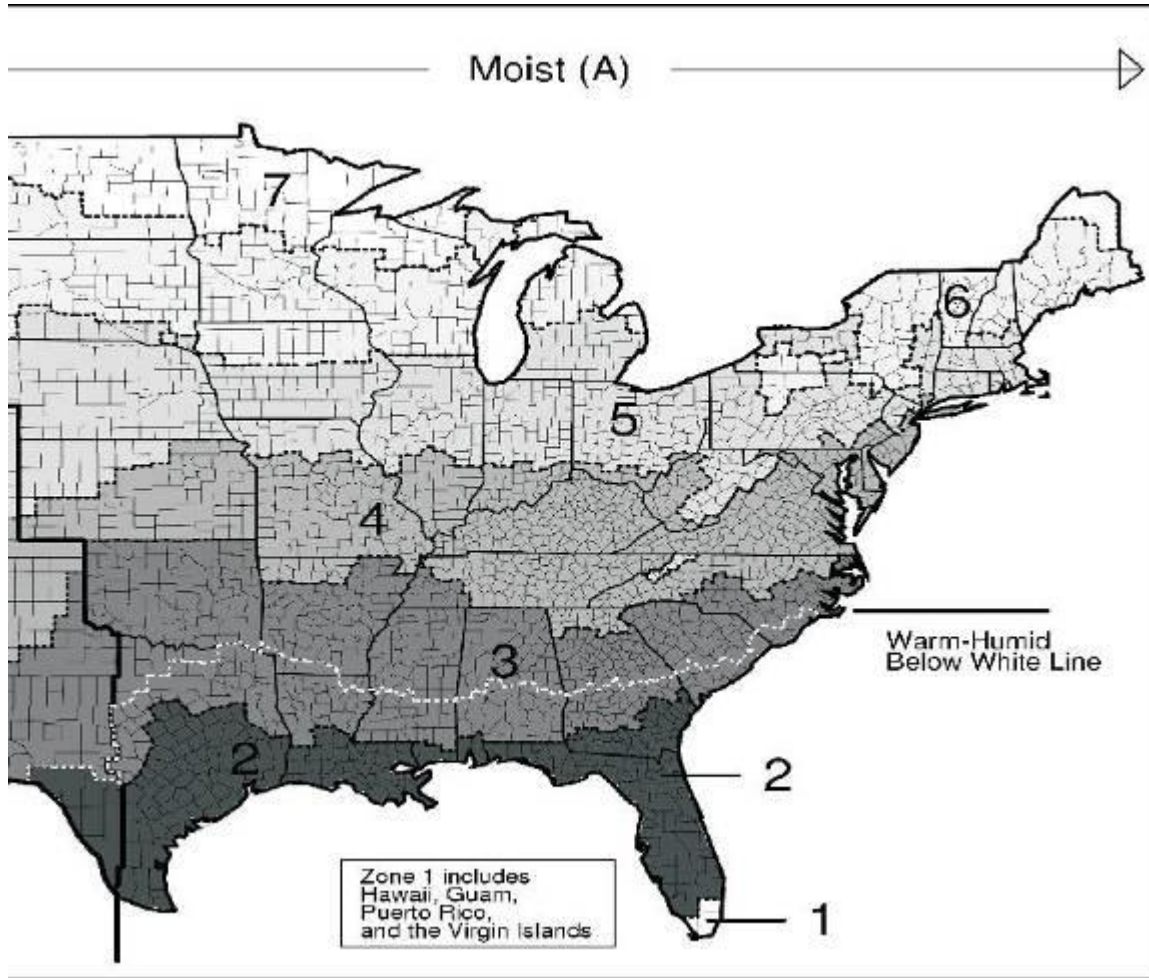 Moist (A)
7
6
5
4
Warm-Humid
Below White Line
3
2
2
Zone 1 includes
Hawaii, Guam,
Puerto Rico,
and the Virgin Islands
1